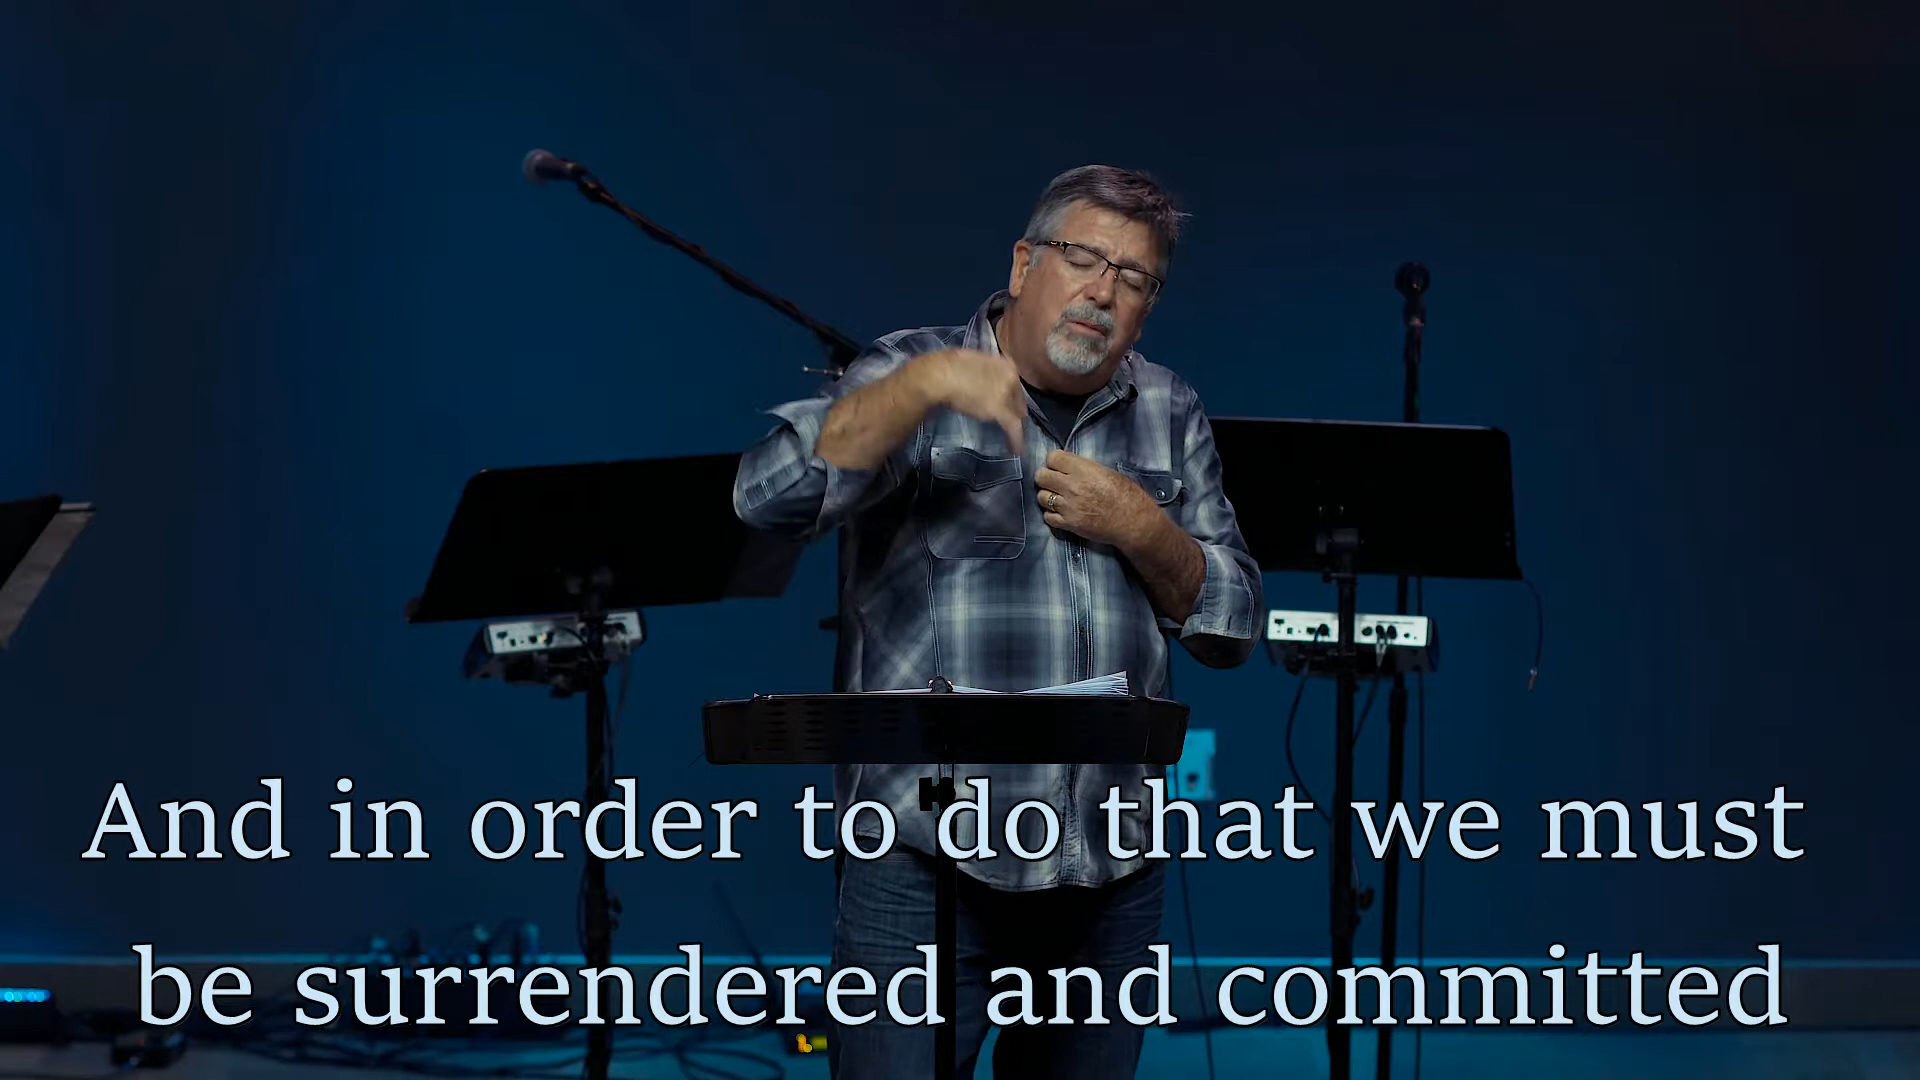 And in order to do that we must
be surrendered and committed